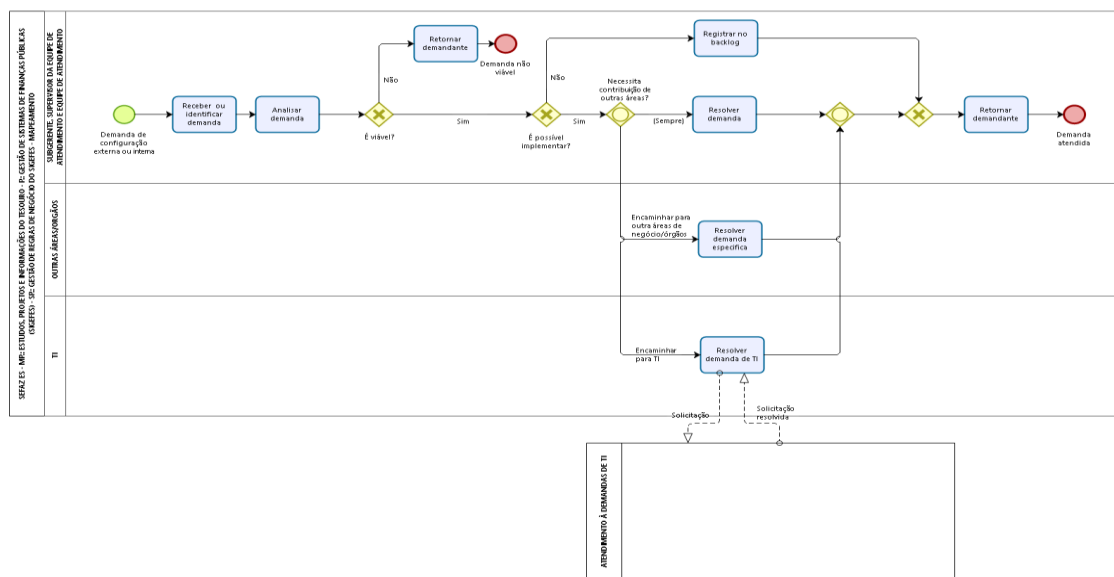 SEFAZ ES - MP: ESTUDOS, PROJETOS E INFORMAÇÕES DO TESOURO - P: GESTÃO DE SISTEMAS DE FINANÇAS PÚBLICAS
(SIGEFES) - SP: GESTÃO DE REGRAS DE NEGÓCIO DO SIGEFES - MAPEAMENTO
SUBGERENTE, SUPERVISOR DA EQUIPE DE
ATENDIMENTO E EQUIPE DE ATENDIMENTO
Demanda de
configuração
externa ou interna
Receber ou
identificar
demanda
Analisar
demanda
É viável?
Não
Retornar
demandante
Demanda não
viável
Sim
É possível
implementar?
Não
Registrar no
backlog
Sim
Necessita
contribuição de
outras áreas?
(Sempre)
Resolver
demanda
Retornar
demandante
Demanda
atendida
OUTRAS ÁREAS/ORGÃOS
Encaminhar para
outra áreas de
negócio/órgãos
Resolver
demanda
específica
TI
Encaminhar
para TI
Resolver
demanda de TI
Solicitação
Solicitação
resolvida
ATENDIMENTO À DEMANDAS DE TI